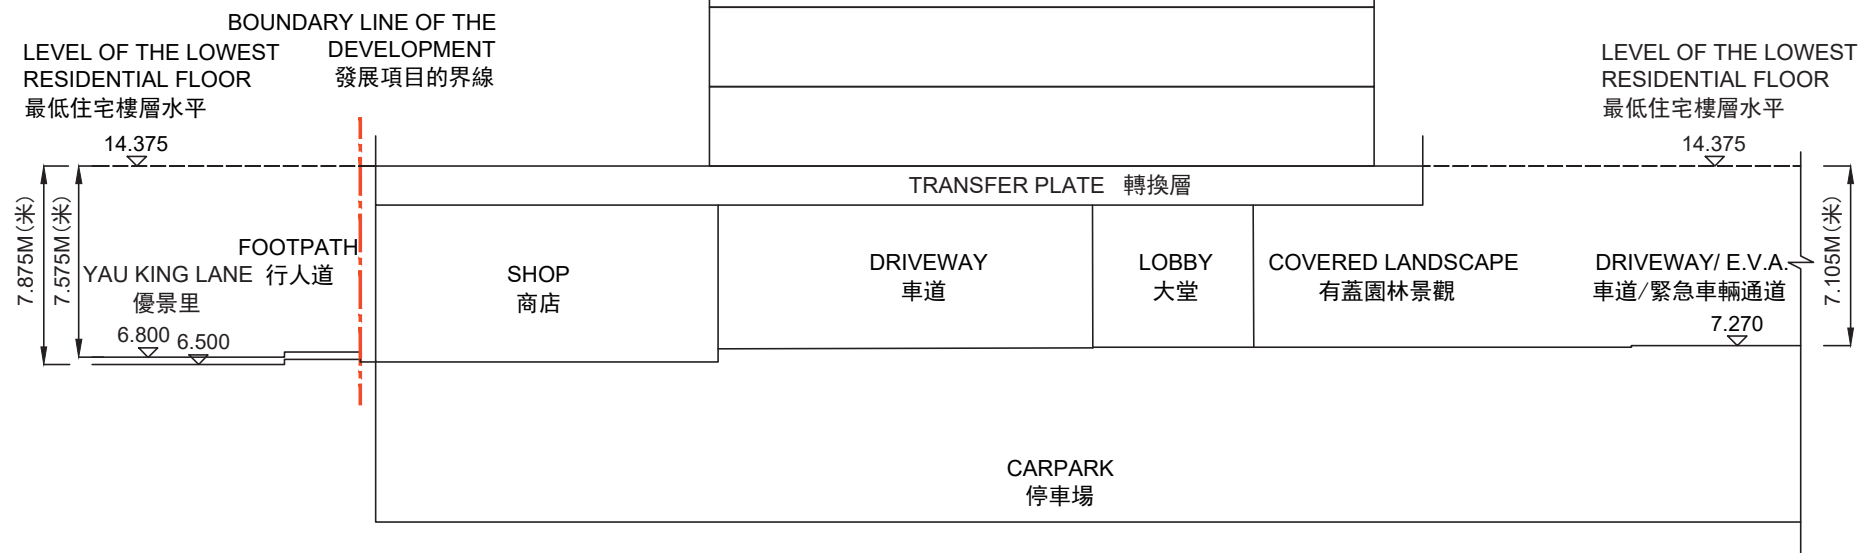 BOUNDARY LINE OF THE
DEVELOPMENT
發展項目的界線
LEVEL OF THE LOWEST
RESIDENTIAL FLOOR
最低住宅樓層水平
14.375
LEVEL OF THE LOWEST
RESIDENTIAL FLOOR
最低住宅樓層水平
14.375
TRANSFER PLATE 轉換層
7.875M(米)
7.575M(米)
FOOTPATH
行人道
YAU KING LANE
優景里
6.800
6.500
SHOP
商店
DRIVEWAY
車道
LOBBY
大堂
COVERED LANDSCAPE
有蓋園林景觀
DRIVEWAY/ E.V.A.
車道/緊急車輛通道
7.270
7.105M(米)
CARPARK
停車場